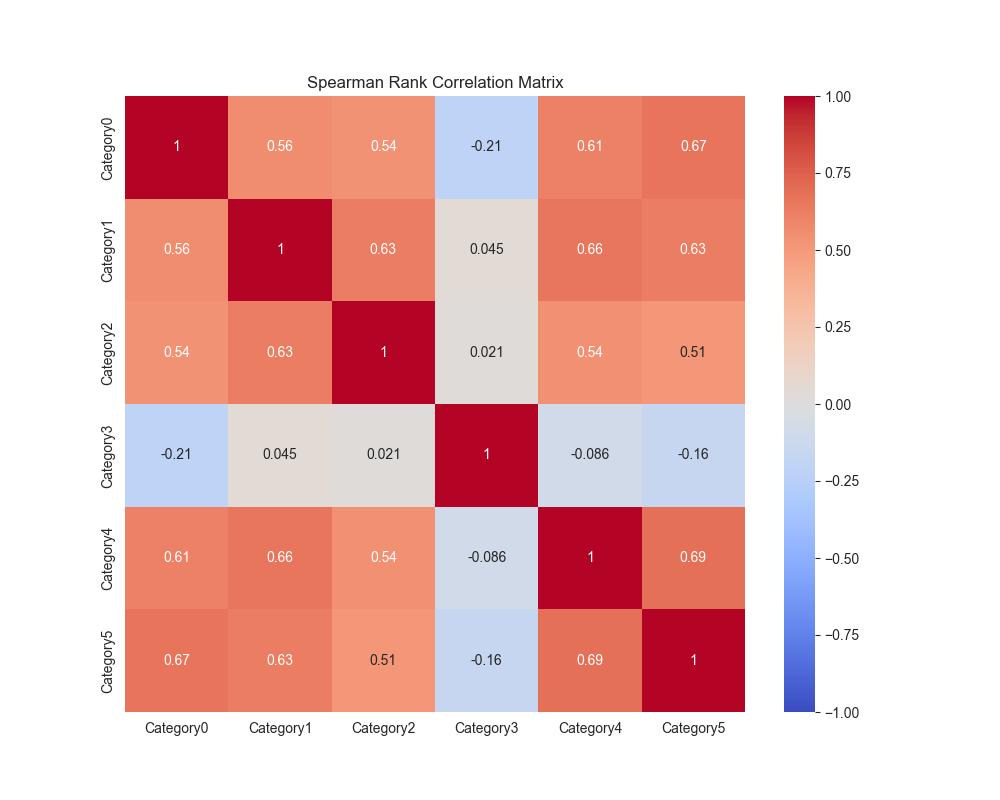 Spearman Rank Correlation Matrix
Category0 1 0.56 0.54 -0.21 0.61 0.67
Category1 0.56 1 0.63 0.045 0.66 0.63
Category2 0.54 0.63 1 0.021 0.54 0.51
Category3 -0.21 0.045 0.021 1 -0.086 -0.16
Category4 0.61 0.66 0.54 -0.086 1 0.69
Category5 0.67 0.63 0.51 -0.16 0.69 1
Category0 Category1 Category2 Category3 Category4 Category5
1.00
0.75
0.50
0.25
0.00
−0.25
−0.50
−0.75
−1.00